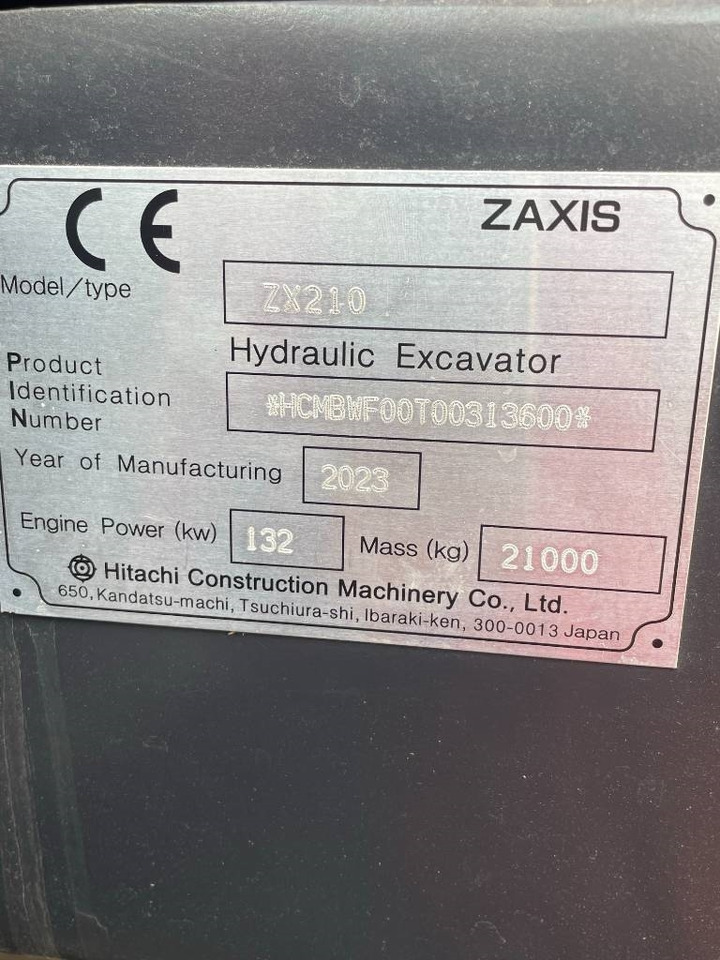 CE ZAXIS
Model/type ZX210
Hydraulic Excavator
Product
Identification *HCMBWF00T00313600*
Number
Year of Manufacturing 2023
Engine Power (kw) 132 Mass (kg) 21000
Hitachi Construction Machinery Co., Ltd.
650, Kandatsu-machi, Tsuchiura-shi, Ibaraki-ken, 300-0013 Japan